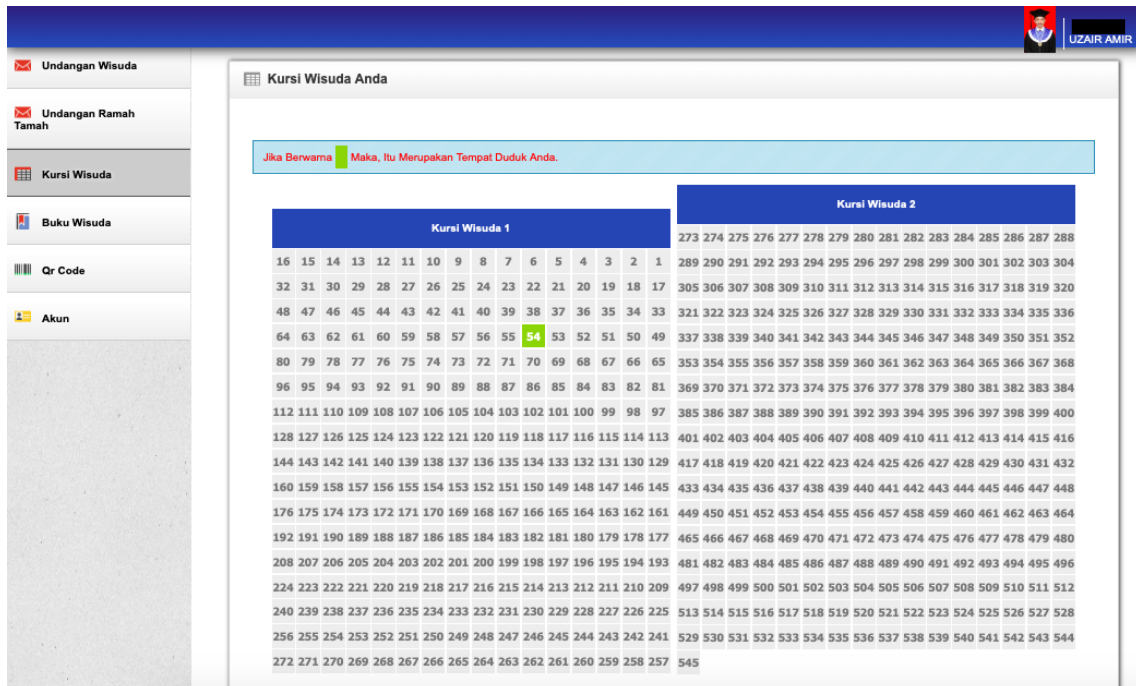 UZAIR AMIR
Undangan Wisuda
Undangan Ramah
Tamah
Kursi Wisuda
Buku Wisuda
Qr Code
Akun
Kursi Wisuda Anda
Jika Berwarna Maka, Itu Merupakan Tempat Duduk Anda.
Kursi Wisuda 1
16 15 14 13 12 11 10 9 8 7 6 5 4 3 2 1
32 31 30 29 28 27 26 25 24 23 22 21 20 19 18 17
48 47 46 45 44 43 42 41 40 39 38 37 36 35 34 33
64 63 62 61 60 59 58 57 56 55 54 53 52 51 50 49
80 79 78 77 76 75 74 73 72 71 70 69 68 67 66 65
96 95 94 93 92 91 90 89 88 87 86 85 84 83 82 81
112 111 110 109 108 107 106 105 104 103 102 101 100 99 98 97
128 127 126 125 124 123 122 121 120 119 118 117 116 115 114 113
144 143 142 141 140 139 138 137 136 135 134 133 132 131 130 129
160 159 158 157 156 155 154 153 152 151 150 149 148 147 146 145
176 175 174 173 172 171 170 169 168 167 166 165 164 163 162 161
192 191 190 189 188 187 186 185 184 183 182 181 180 179 178 177
208 207 206 205 204 203 202 201 200 199 198 197 196 195 194 193
224 223 222 221 220 219 218 217 216 215 214 213 212 211 210 209
240 239 238 237 236 235 234 233 232 231 230 229 228 227 226 225
256 255 254 253 252 251 250 249 248 247 246 245 244 243 242 241
272 271 270 269 268 267 266 265 264 263 262 261 260 259 258 257
Kursi Wisuda 2
273 274 275 276 277 278 279 280 281 282 283 284 285 286 287 288
289 290 291 292 293 294 295 296 297 298 299 300 301 302 303 304
305 306 307 308 309 310 311 312 313 314 315 316 317 318 319 320
321 322 323 324 325 326 327 328 329 330 331 332 333 334 335 336
337 338 339 340 341 342 343 344 345 346 347 348 349 350 351 352
353 354 355 356 357 358 359 360 361 362 363 364 365 366 367 368
369 370 371 372 373 374 375 376 377 378 379 380 381 382 383 384
385 386 387 388 389 390 391 392 393 394 395 396 397 398 399 400
401 402 403 404 405 406 407 408 409 410 411 412 413 414 415 416
417 418 419 420 421 422 423 424 425 426 427 428 429 430 431 432
433 434 435 436 437 438 439 440 441 442 443 444 445 446 447 448
449 450 451 452 453 454 455 456 457 458 459 460 461 462 463 464
465 466 467 468 469 470 471 472 473 474 475 476 477 478 479 480
481 482 483 484 485 486 487 488 489 490 491 492 493 494 495 496
497 498 499 500 501 502 503 504 505 506 507 508 509 510 511 512
513 514 515 516 517 518 519 520 521 522 523 524 525 526 527 528
529 530 531 532 533 534 535 536 537 538 539 540 541 542 543 544
545